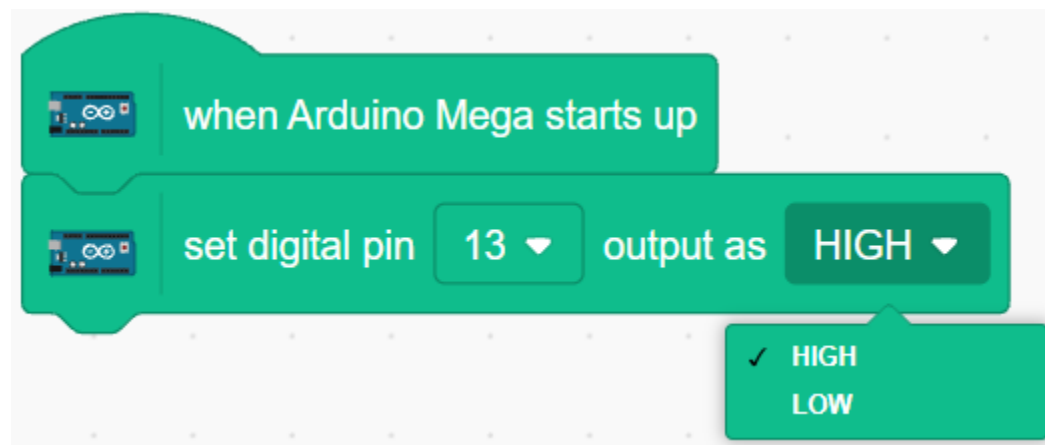 when Arduino Mega starts up
set digital pin 13 output as HIGH
✓ HIGH
LOW